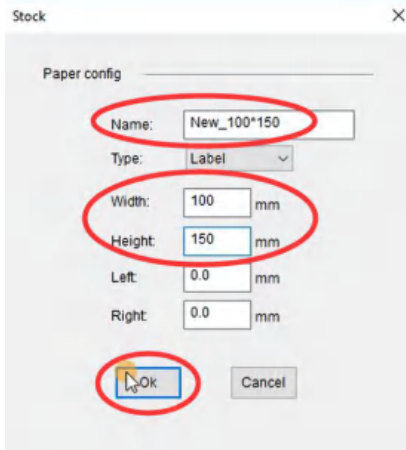 Stock
Paper config
Name: New_100*150
Type: Label
Width: 100 mm
Height: 150 mm
Left: 0.0 mm
Right: 0.0 mm
Ok Cancel